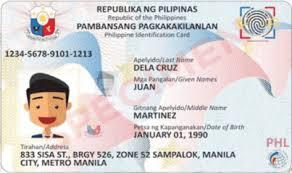 REPUBLIKA NG PILIPINAS
Republic of the Philippines
PAMBANSANG PAGKAKAKILANLAN
Philippine Identification Card
1234-5678-9101-1213
Apelyido/Last Name
DELA CRUZ
Mga Pangalan/Given Names
JUAN
Gitnang Apelyido/Middle Name
MARTINEZ
Petsa ng Kapanganakan/Date of Birth
JANUARY 01, 1990
PHL
Tirahan/Address
833 SISA ST., BRGY 526, ZONE 52 SAMPALOK, MANILA
CITY, METRO MANILA